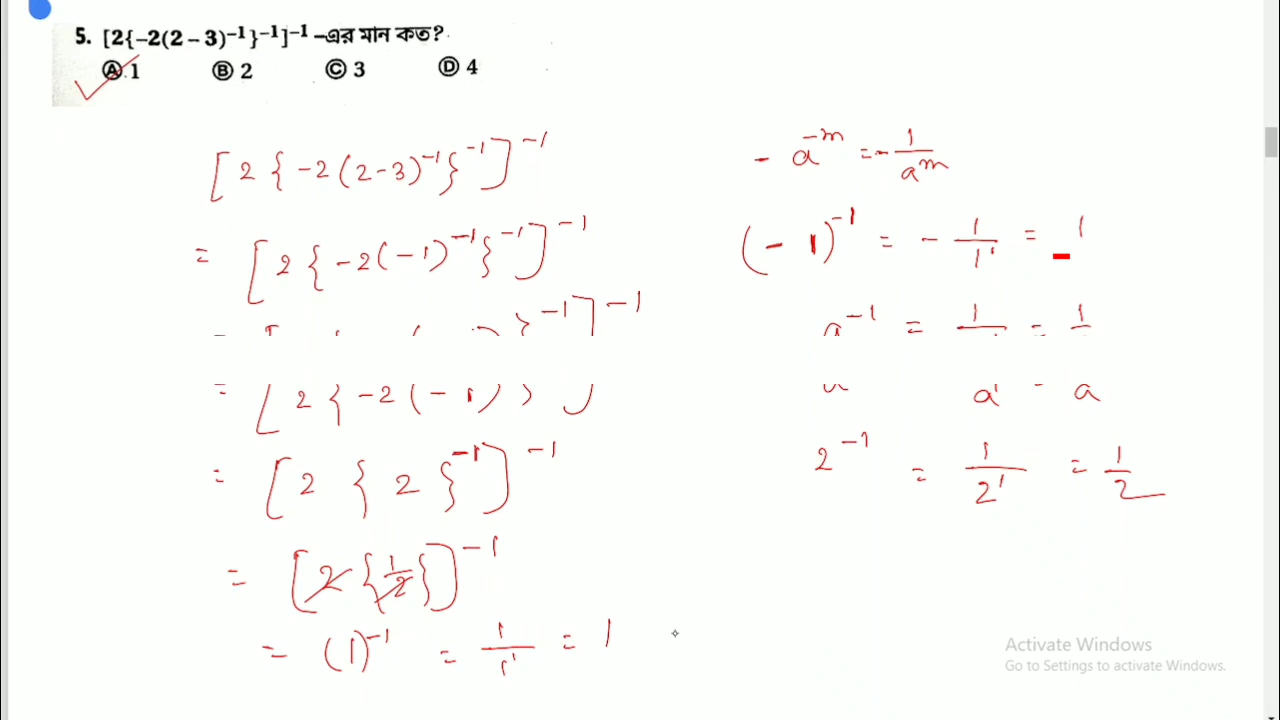 5. [2{–2(2 – 3)⁻¹}⁻¹]⁻¹ –এর মান কত?
Ⓐ 1 Ⓑ 2 Ⓒ 3 Ⓓ 4
[2{-2(2-3)⁻¹}⁻¹]⁻¹
- a⁻ᵐ = - 1/aᵐ
= [2{-2(-1)⁻¹}⁻¹]⁻¹
(-1)⁻¹ = - 1/1¹ = -1
}⁻¹]⁻¹
a⁻¹ = 1/a¹ = 1/a
= [2{-2(-1)}]
= [2{2}⁻¹]⁻¹
2⁻¹ = 1/2¹ = 1/2
= [2{1/2}]⁻¹
= (1)⁻¹ = 1/1¹ = 1
Activate Windows
Go to Settings to activate Windows.